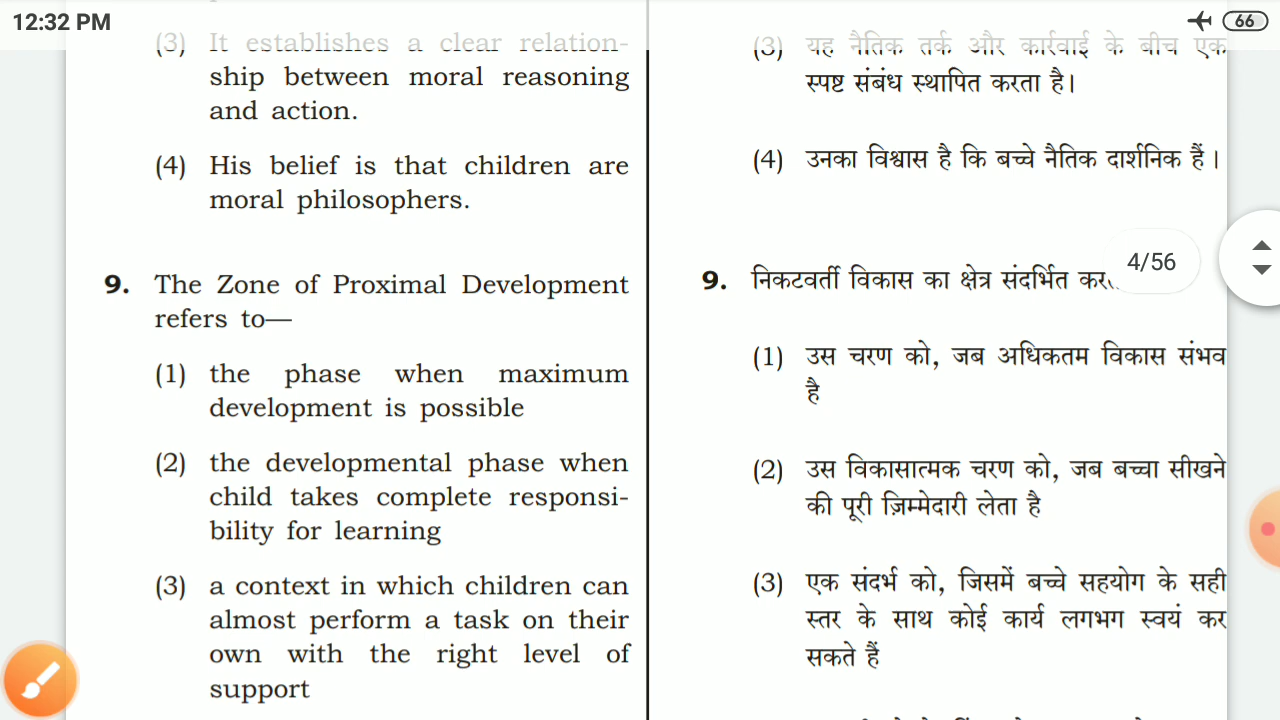 12:32 PM
66
(3) It establishes a clear relation-
ship between moral reasoning
and action.
(4) His belief is that children are
moral philosophers.
9. The Zone of Proximal Development
refers to—
(1) the phase when maximum
development is possible
(2) the developmental phase when
child takes complete responsi-
bility for learning
(3) a context in which children can
almost perform a task on their
own with the right level of
support
(3) यह नैतिक तर्क और कार्रवाई के बीच एक
स्पष्ट संबंध स्थापित करता है।
(4) उनका विश्वास है कि बच्चे नैतिक दार्शनिक हैं।
4/56
9. निकटवर्ती विकास का क्षेत्र संदर्भित
(1) उस चरण को, जब अधिकतम विकास संभव
है
(2) उस विकासात्मक चरण को, जब बच्चा सीखने
की पूरी ज़िम्मेदारी लेता है
(3) एक संदर्भ को, जिसमें बच्चे सहयोग के सही
स्तर के साथ कोई कार्य लगभग स्वयं कर
सकते हैं